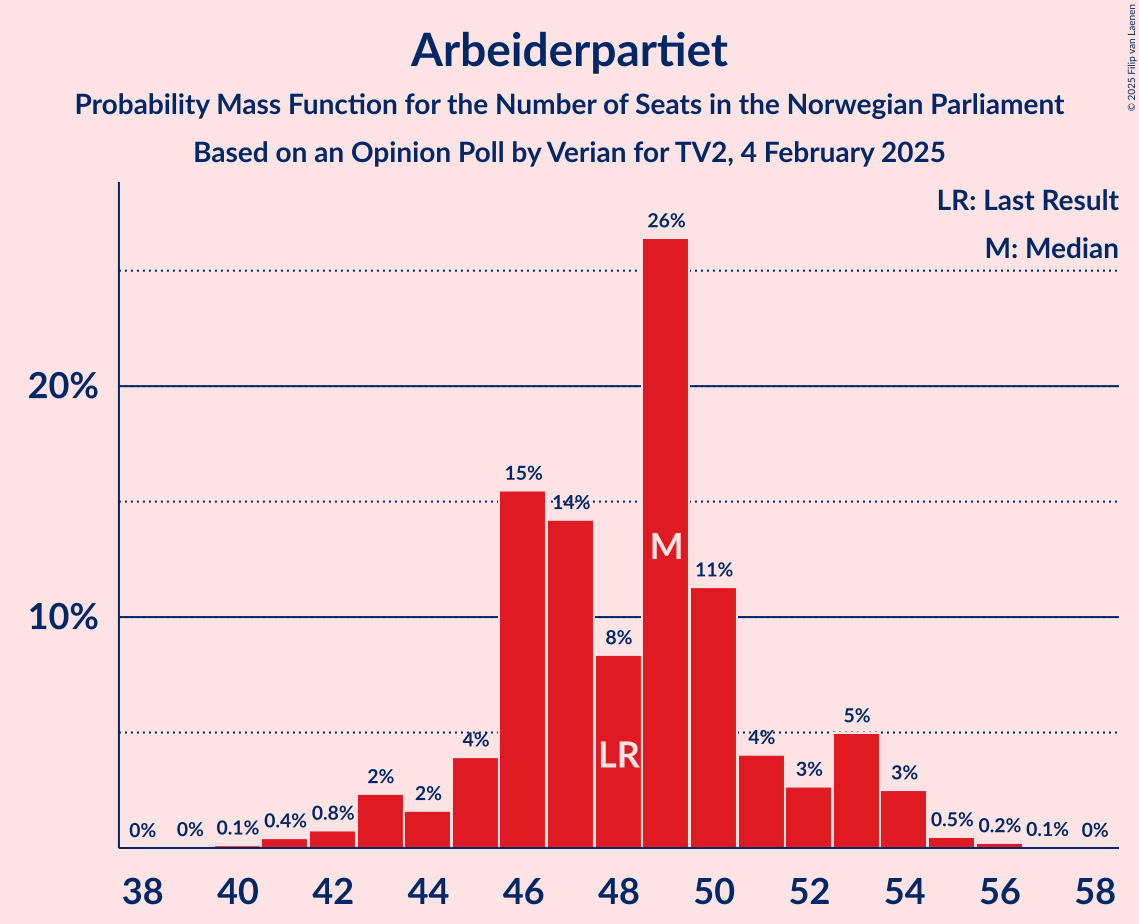 Arbeiderpartiet
Probability Mass Function for the Number of Seats in the Norwegian Parliament
Based on an Opinion Poll by Verian for TV2, 4 February 2025
© 2025 Filip van Laenen
LR: Last Result
M: Median
20%
10%
0% 0% 0.1% 0.4% 0.8% 2% 2% 4% 15% 14% 8% 26% 11% 4% 3% 5% 3% 0.5% 0.2% 0.1% 0%
LR M
38 40 42 44 46 48 50 52 54 56 58